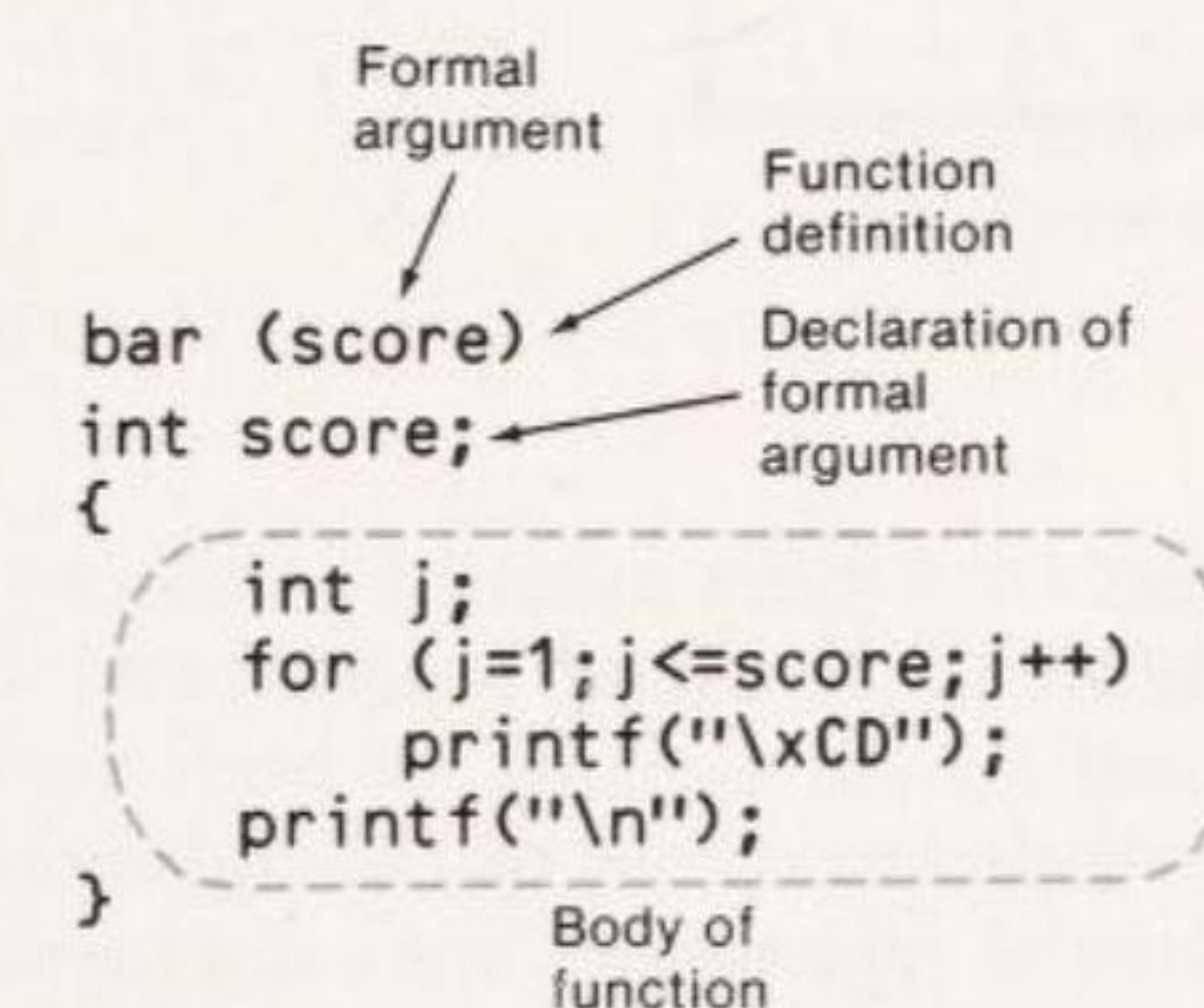 Formal
argument
Function
definition
bar (score)
Declaration of
formal
argument
int score;
{
int j;
for (j=1;j<=score;j++)
printf("\xCD");
printf("\n");
}
Body of
function